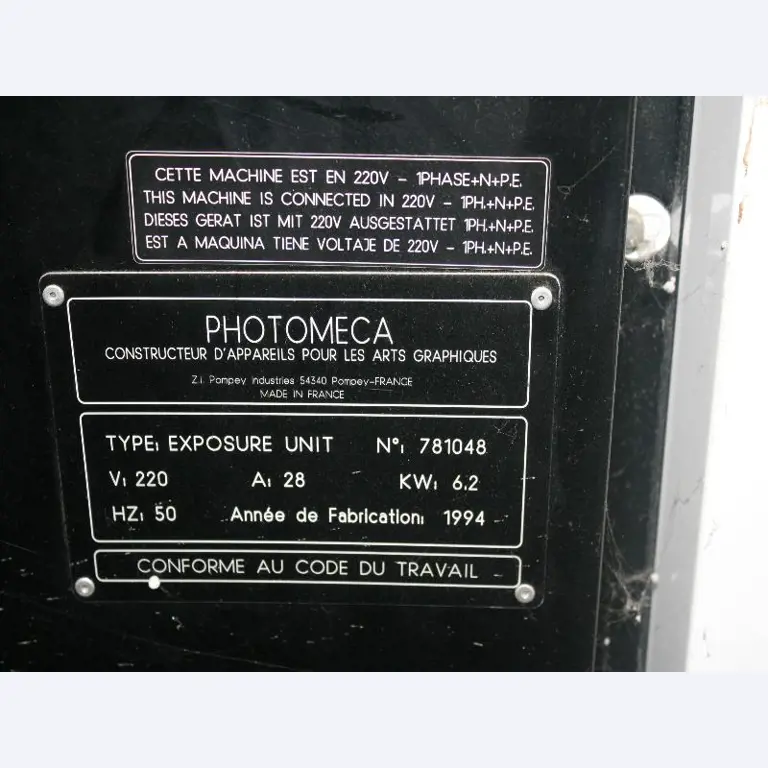 CETTE MACHINE EST EN 220V - 1PHASE+N+P.E.
THIS MACHINE IS CONNECTED IN 220V - 1PH.+N+P.E.
DIESES GERAT IST MIT 220V AUSGESTATTET 1PH.+N+P.E.
EST A MAQUINA TIENE VOLTAJE DE 220V - 1PH.+N+P.E.
PHOTOMECA
CONSTRUCTEUR D'APPAREILS POUR LES ARTS GRAPHIQUES
Z.I. Pompey Industries 54340 Pompey-FRANCE
MADE IN FRANCE
TYPE: EXPOSURE UNIT N°: 781048
V: 220 A: 28 KW: 6.2
HZ: 50 Année de Fabrication: 1994
CONFORME AU CODE DU TRAVAIL